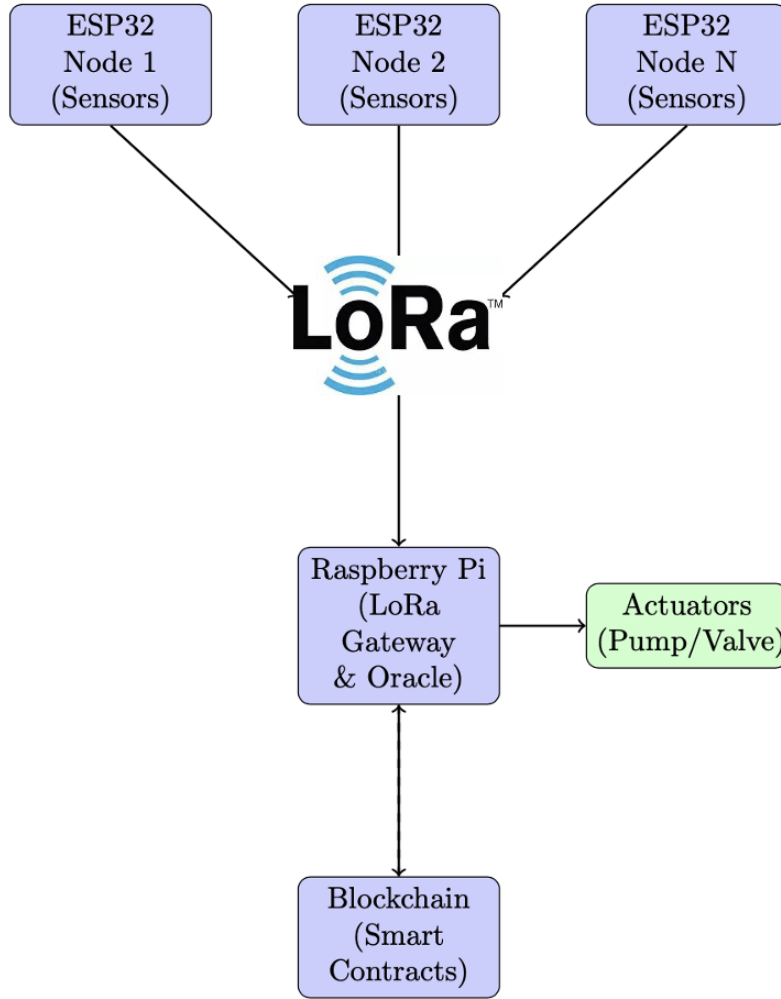 ESP32
Node 1
(Sensors)
ESP32
Node 2
(Sensors)
ESP32
Node N
(Sensors)
LoRa™
Raspberry Pi
(LoRa
Gateway
& Oracle)
Actuators
(Pump/Valve)
Blockchain
(Smart
Contracts)